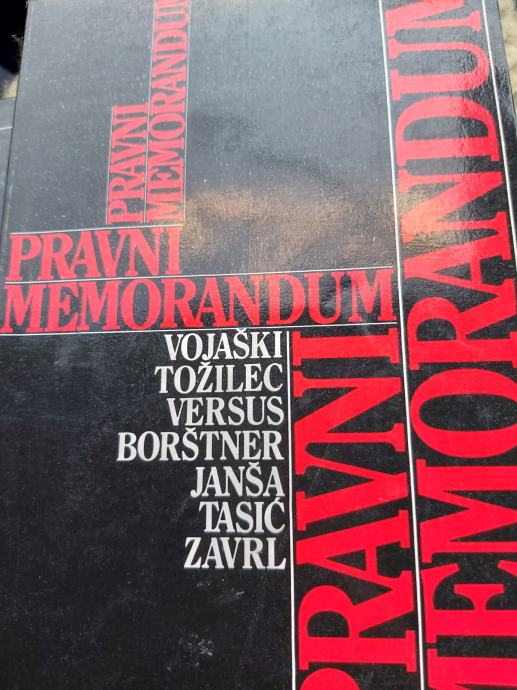 PRAVNI
MEMORANDUM
PRAVNI
MEMORANDUM
VOJAŠKI
TOŽILEC
VERSUS
BORŠTNER
JANŠA
TASIĆ
ZAVRL
PRAVNI
MEMORANDUM